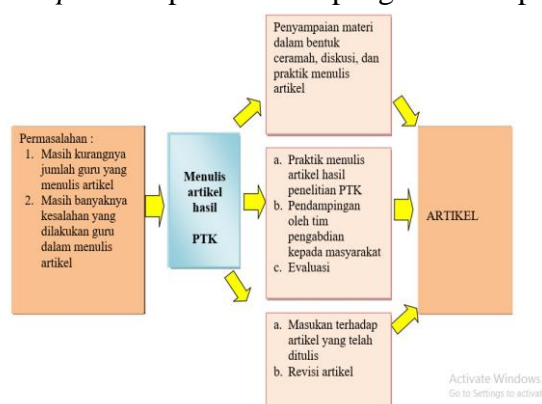 Penyampaian materi
dalam bentuk
ceramah, diskusi, dan
praktik menulis
artikel
Permasalahan :
1. Masih kurangnya
jumlah guru yang
menulis artikel
2. Masih banyaknya
kesalahan yang
dilakukan guru
dalam menulis
artikel
Menulis
artikel
hasil
PTK
a. Praktik menulis
artikel hasil
penelitian PTK
b. Pendampingan
oleh tim
pengabdian
kepada masyarakat
c. Evaluasi
ARTIKEL
a. Masukan terhadap
artikel yang telah
ditulis
b. Revisi artikel
Activate Windows
Go to Settings to activat